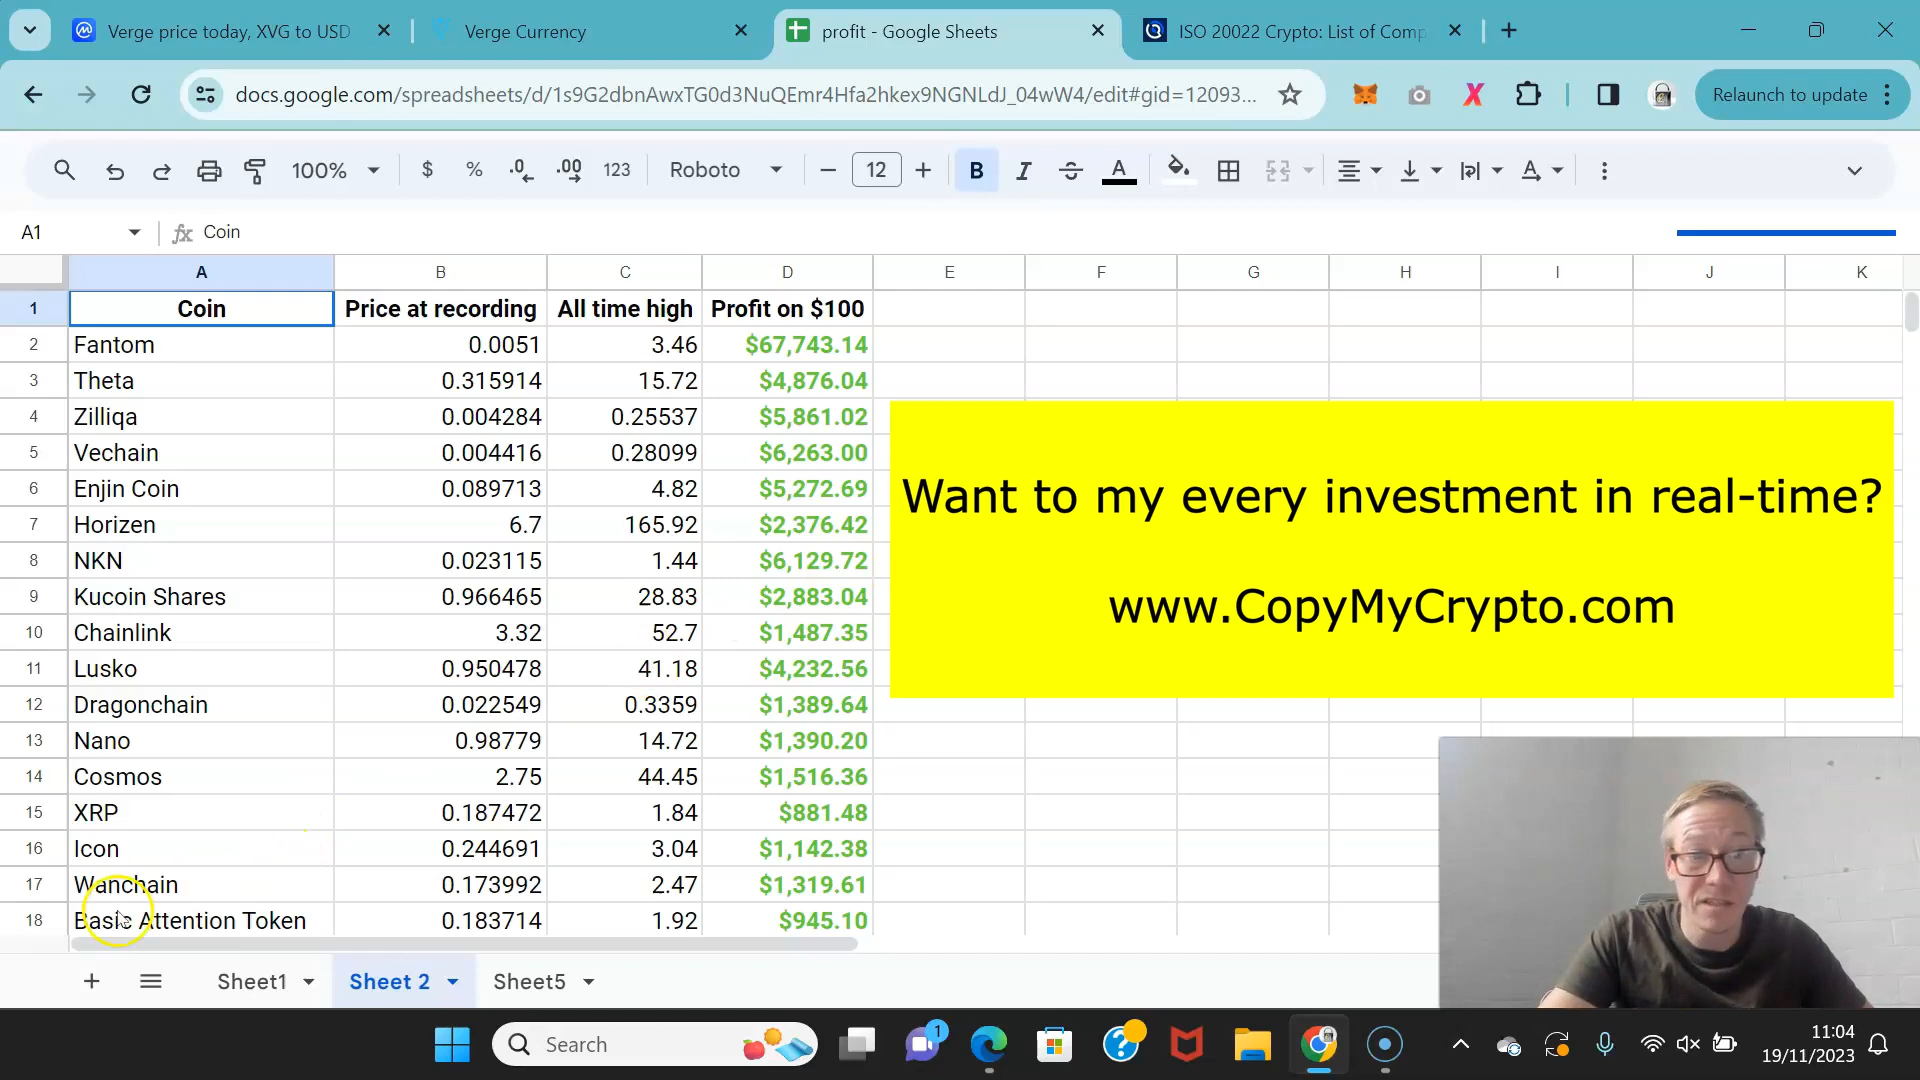 Verge price today, XVG to USD
Verge Currency
profit - Google Sheets
ISO 20022 Crypto: List of Comp
docs.google.com/spreadsheets/d/1s9G2dbnAwxTG0d3NuQEmr4Hfa2hkex9NGNLdJ_04wW4/edit#gid=12093...
Relaunch to update
100%
$
%
.0
.00
123
Roboto
12
B
I
A
A
A1
fx
Coin
A B C D E F G H I J K
1 Coin Price at recording All time high Profit on $100
2 Fantom 0.0051 3.46 $67,743.14
3 Theta 0.315914 15.72 $4,876.04
4 Zilliqa 0.004284 0.25537 $5,861.02
5 Vechain 0.004416 0.28099 $6,263.00
6 Enjin Coin 0.089713 4.82 $5,272.69
7 Horizen 6.7 165.92 $2,376.42
8 NKN 0.023115 1.44 $6,129.72
9 Kucoin Shares 0.966465 28.83 $2,883.04
10 Chainlink 3.32 52.7 $1,487.35
11 Lusko 0.950478 41.18 $4,232.56
12 Dragonchain 0.022549 0.3359 $1,389.64
13 Nano 0.98779 14.72 $1,390.20
14 Cosmos 2.75 44.45 $1,516.36
15 XRP 0.187472 1.84 $881.48
16 Icon 0.244691 3.04 $1,142.38
17 Wanchain 0.173992 2.47 $1,319.61
18 Basic Attention Token 0.183714 1.92 $945.10
Want to my every investment in real-time?
www.CopyMyCrypto.com
Sheet1
Sheet 2
Sheet5
Search
1
11:04
19/11/2023